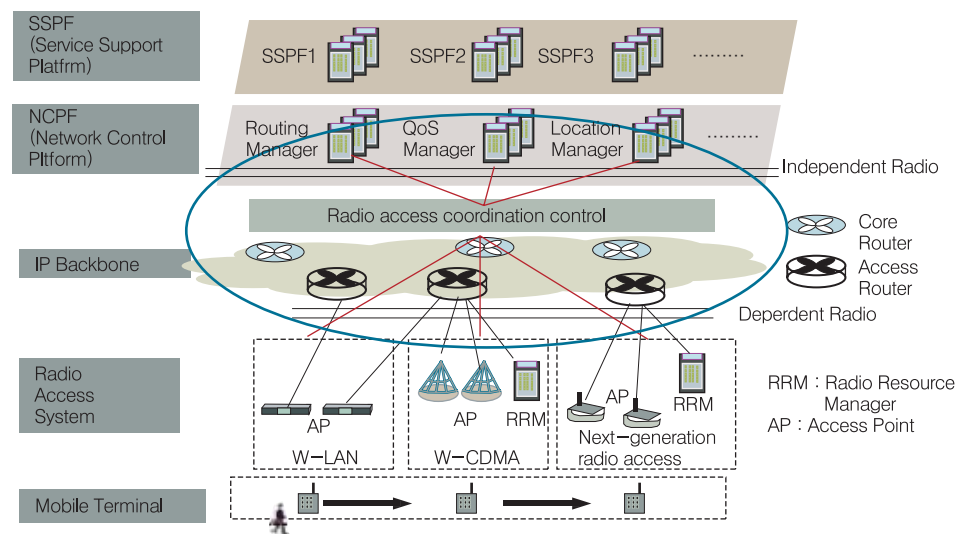 SSPF
(Service Support
Platfrm)
SSPF1
SSPF2
SSPF3
·········
NCPF
(Network Control
Pltform)
Routing
Manager
QoS
Manager
Location
Manager
·········
Independent Radio
Radio access coordination control
Core
Router
IP Backbone
Access
Router
Deperdent Radio
Radio
Access
System
AP
W-LAN
AP
RRM
W-CDMA
AP
RRM
Next-generation
radio access
RRM : Radio Resource
Manager
AP : Access Point
Mobile Terminal